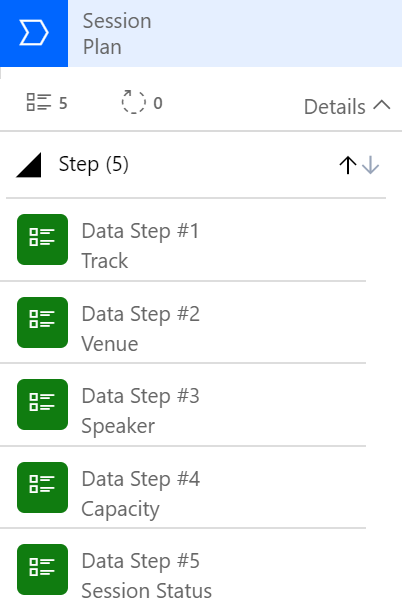 Session
Plan
5 0 Details
Step (5)
Data Step #1
Track
Data Step #2
Venue
Data Step #3
Speaker
Data Step #4
Capacity
Data Step #5
Session Status